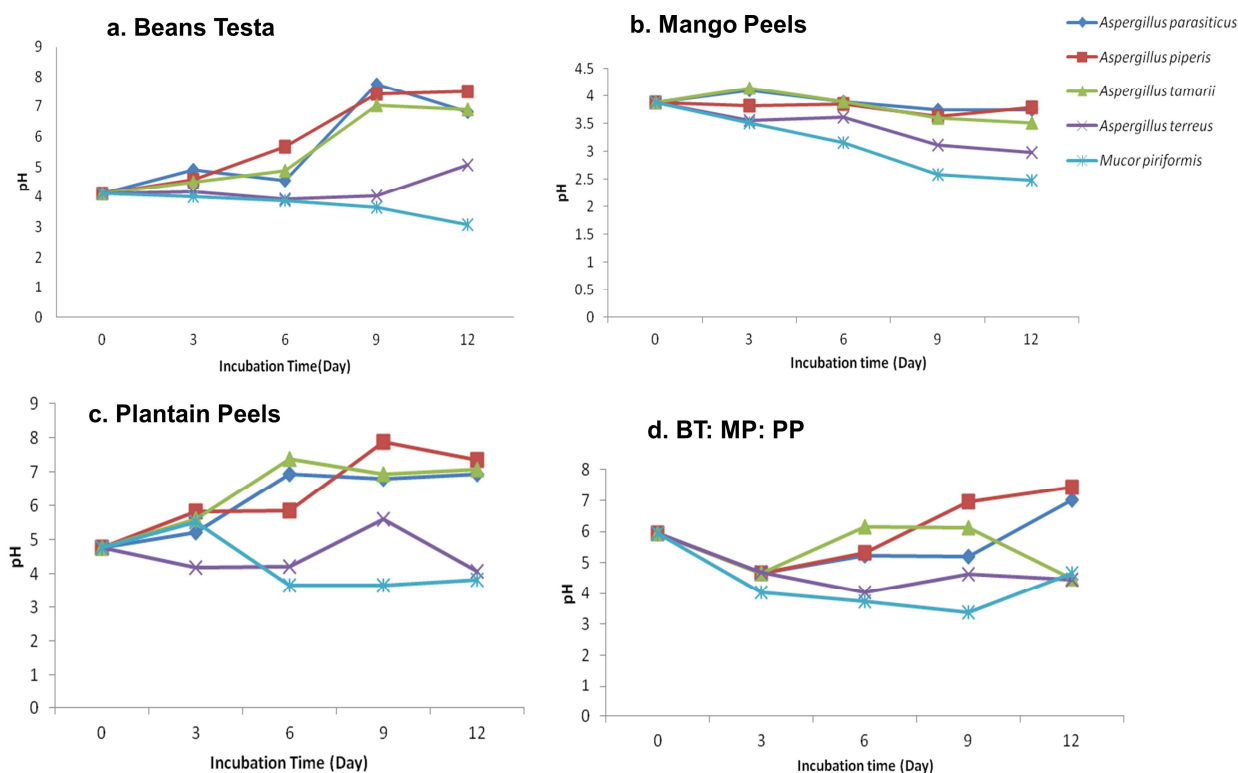 a. Beans Testa
pH
9
8
7
6
5
4
3
2
1
0
0 3 6 9 12
Incubation Time(Day)
b. Mango Peels
pH
4.5
4
3.5
3
2.5
2
1.5
1
0.5
0
0 3 6 9 12
Incubation time (Day)
Aspergillus parasiticus
Aspergillus piperis
Aspergillus tamarii
Aspergillus terreus
Mucor piriformis
c. Plantain Peels
pH
9
8
7
6
5
4
3
2
1
0
0 3 6 9 12
Incubation Time (Day)
d. BT: MP: PP
pH
8
7
6
5
4
3
2
1
0
0 3 6 9 12
Incubation time (Day)